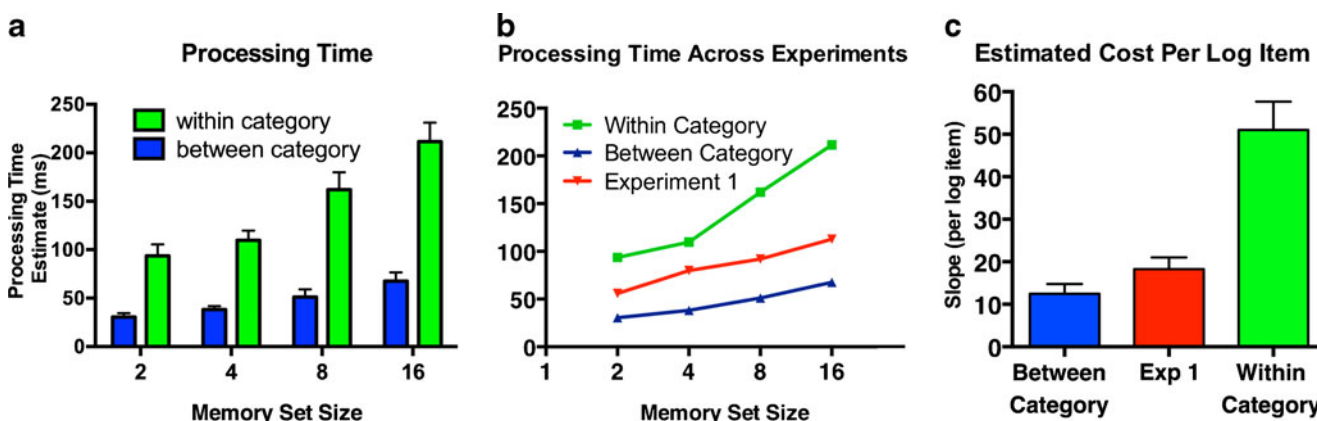 a
Processing Time
Processing Time
Estimate (ms)
250
200
150
100
50
0
within category
between category
2 4 8 16
Memory Set Size
b
Processing Time Across Experiments
250
200
150
100
50
0
Within Category
Between Category
Experiment 1
1 2 4 8 16
Memory Set Size
c
Estimated Cost Per Log Item
Slope (per log item)
60
50
40
30
20
10
0
Between
Category
Exp 1
Within
Category